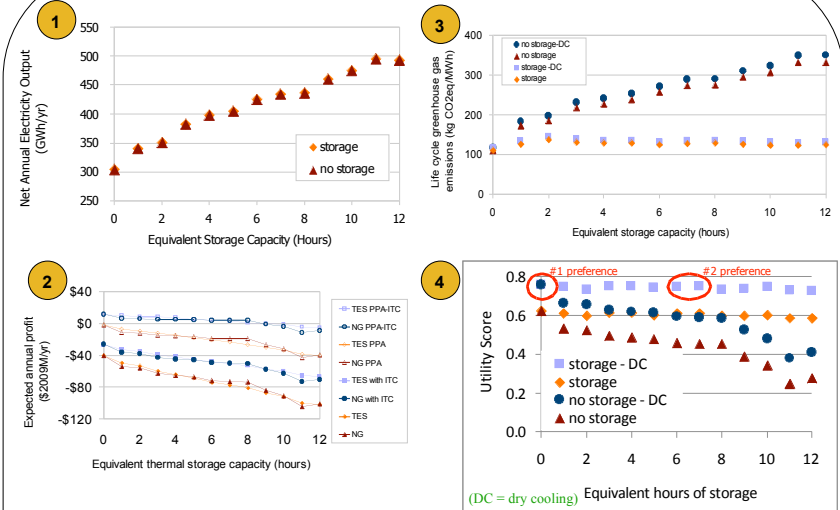 1
Net Annual Electricity Output
(GWh/yr)
550
500
450
400
350
300
250
storage
no storage
0 2 4 6 8 10 12
Equivalent Storage Capacity (Hours)
3
Life cycle greenhouse gas
emissions (kg CO2eq/MWh)
400
300
200
100
0
no storage-DC
no storage
storage-DC
storage
0 2 4 6 8 10 12
Equivalent storage capacity (hours)
2
Expected annual profit
($2009M/yr)
$40
$0
-$40
-$80
-$120
0 2 4 6 8 10 12
Equivalent thermal storage capacity (hours)
TES PPA-ITC
NG PPA-ITC
TES PPA
NG PPA
TES with ITC
NG with ITC
TES
NG
4
#1 preference
#2 preference
Utility Score
0.8
0.6
0.4
0.2
0.0
storage - DC
storage
no storage - DC
no storage
0 2 4 6 8 10 12
(DC = dry cooling)
Equivalent hours of storage